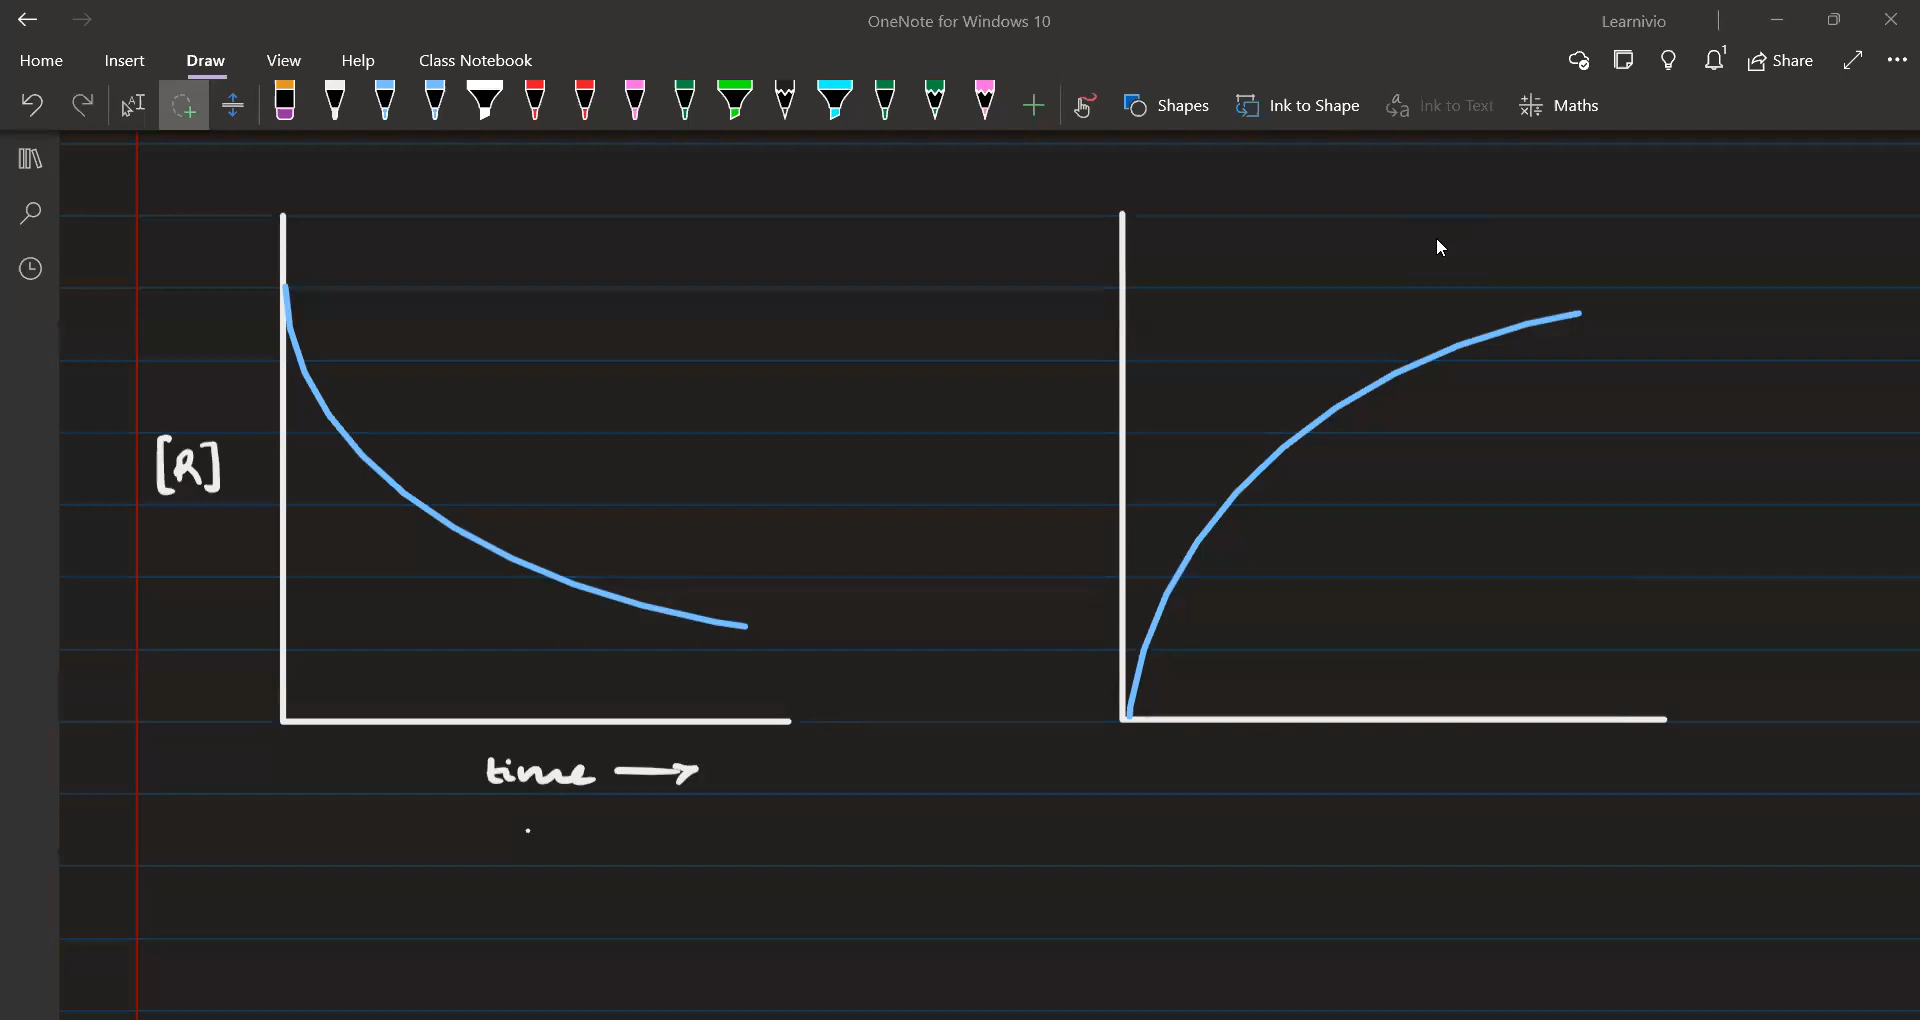 OneNote for Windows 10
Learnivio
Home Insert Draw View Help Class Notebook
1
Share
Shapes Ink to Shape Ink to Text Maths
[R]
time →